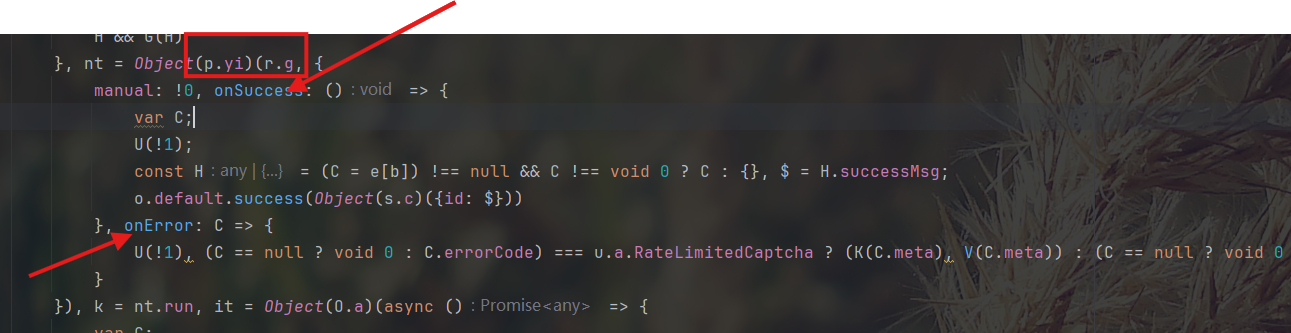 H && G(H)
}, nt = Object(p.yi)(r.g, {
manual: !0, onSuccess: () : void => {
var C;
U(!1);
const H : any | {...} = (C = e[b]) !== null && C !== void 0 ? C : {}, $ = H.successMsg;
o.default.success(Object(s.c)({id: $}))
}, onError: C => {
U(!1), (C == null ? void 0 : C.errorCode) === u.a.RateLimitedCaptcha ? (K(C.meta), V(C.meta)) : (C == null ? void 0
}
}), k = nt.run, it = Object(O.a)(async () : Promise<any> => {
var C;